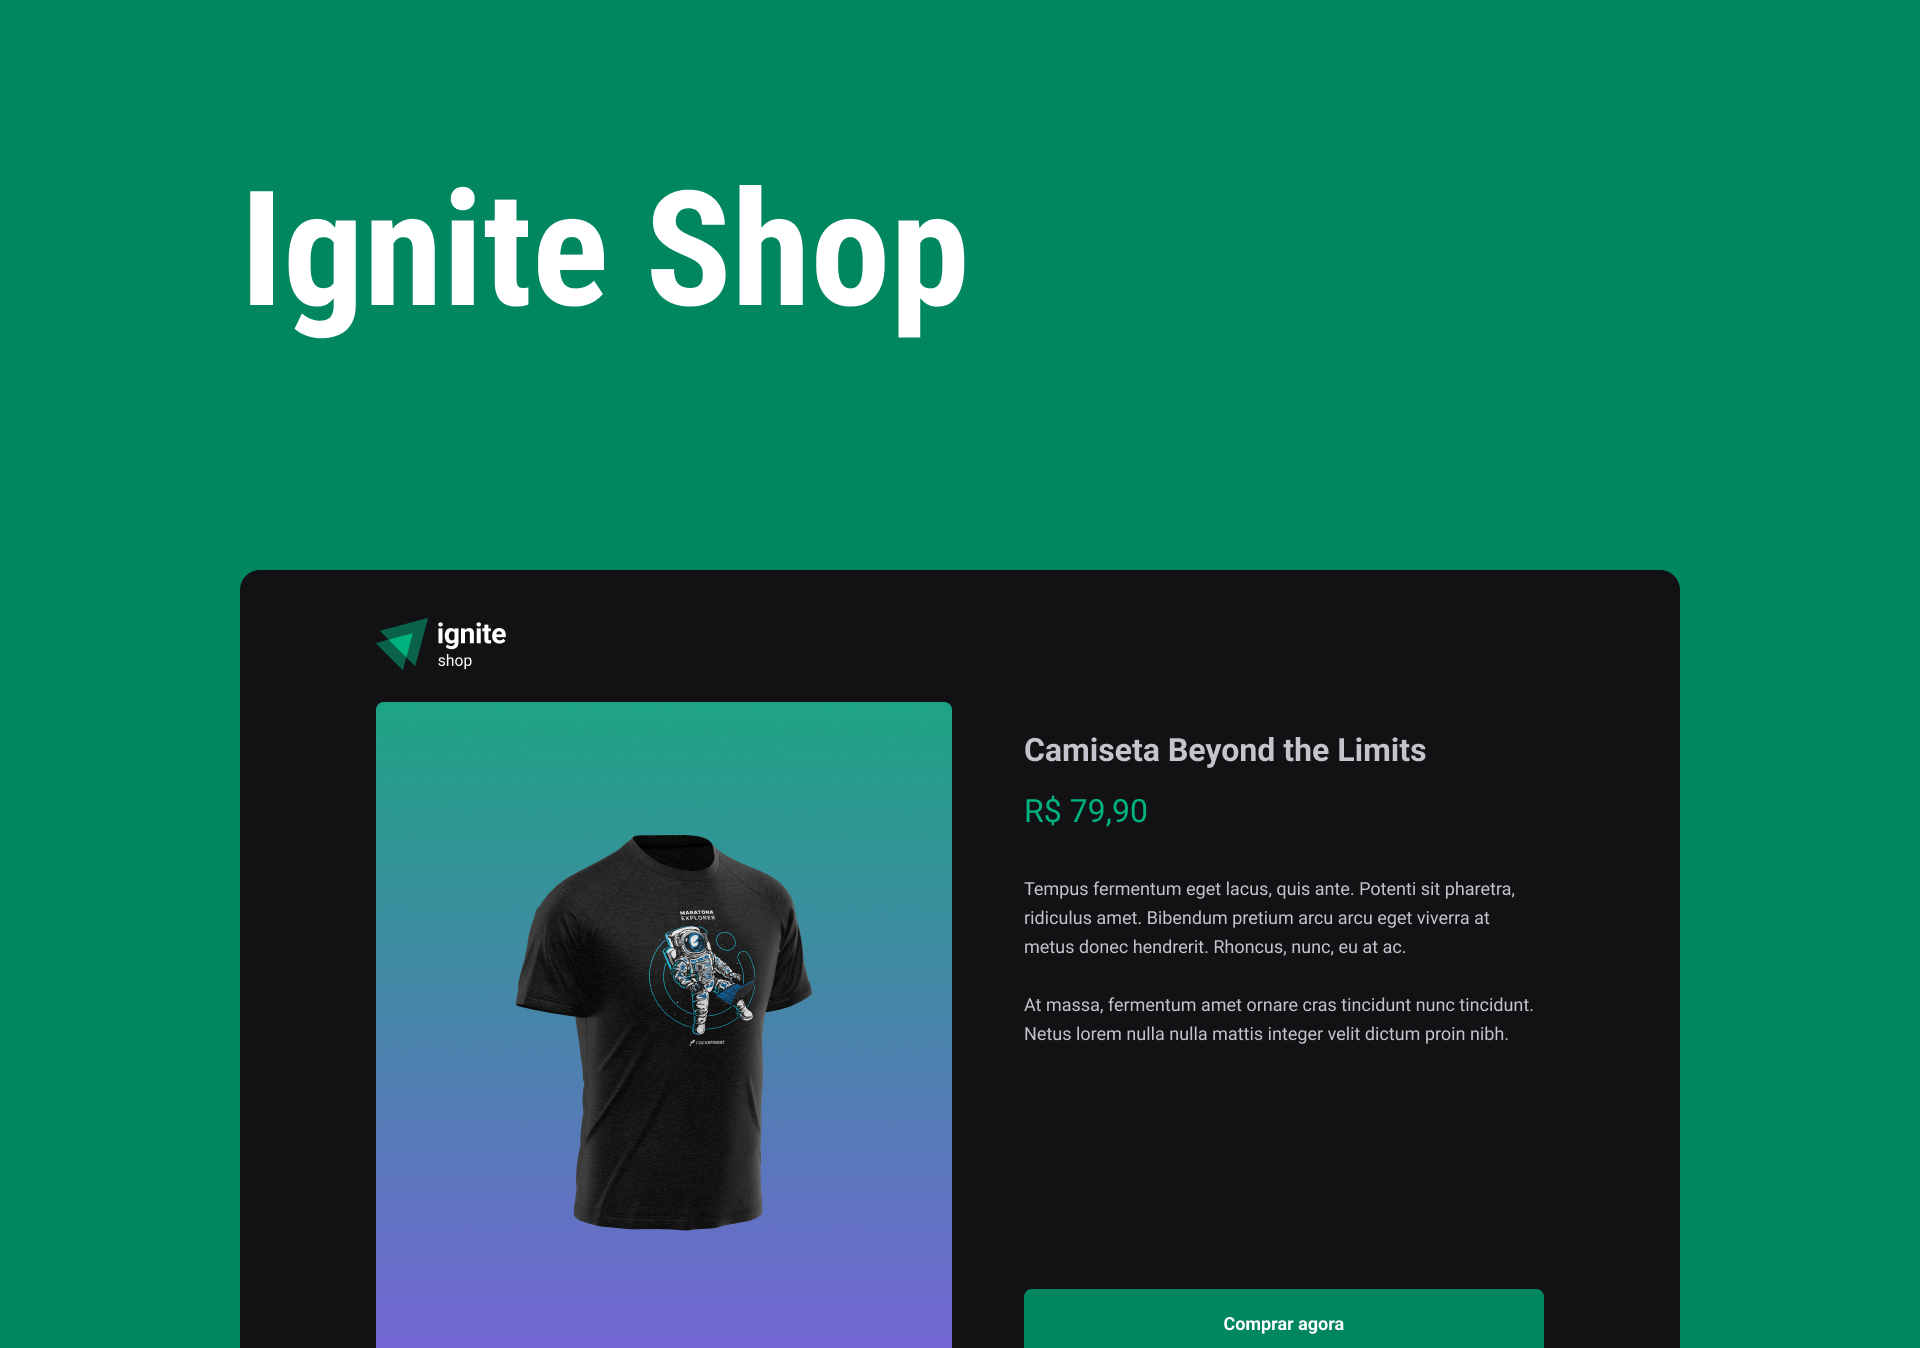 Ignite Shop
ignite
shop
Camiseta Beyond the Limits
R$ 79,90
MARATONA
EXPLORER
rocketseat
Tempus fermentum eget lacus, quis ante. Potenti sit pharetra,
ridiculus amet. Bibendum pretium arcu arcu eget viverra at
metus donec hendrerit. Rhoncus, nunc, eu at ac.
At massa, fermentum amet ornare cras tincidunt nunc tincidunt.
Netus lorem nulla nulla mattis integer velit dictum proin nibh.
Comprar agora